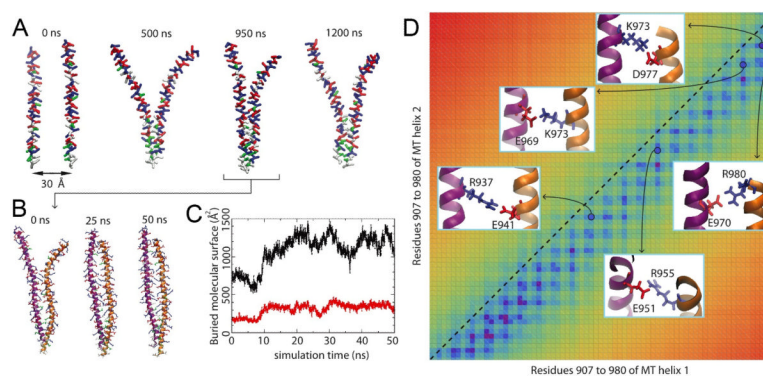 A
0 ns
500 ns
950 ns
1200 ns
30 Å
B
0 ns
25 ns
50 ns
C
Buried molecular surface (Å²)
1500
1000
500
0
0
10
20
30
40
50
simulation time (ns)
D
Residues 907 to 980 of MT helix 2
K973
D977
E969
K973
R937
E941
R980
E970
R955
E951
Residues 907 to 980 of MT helix 1